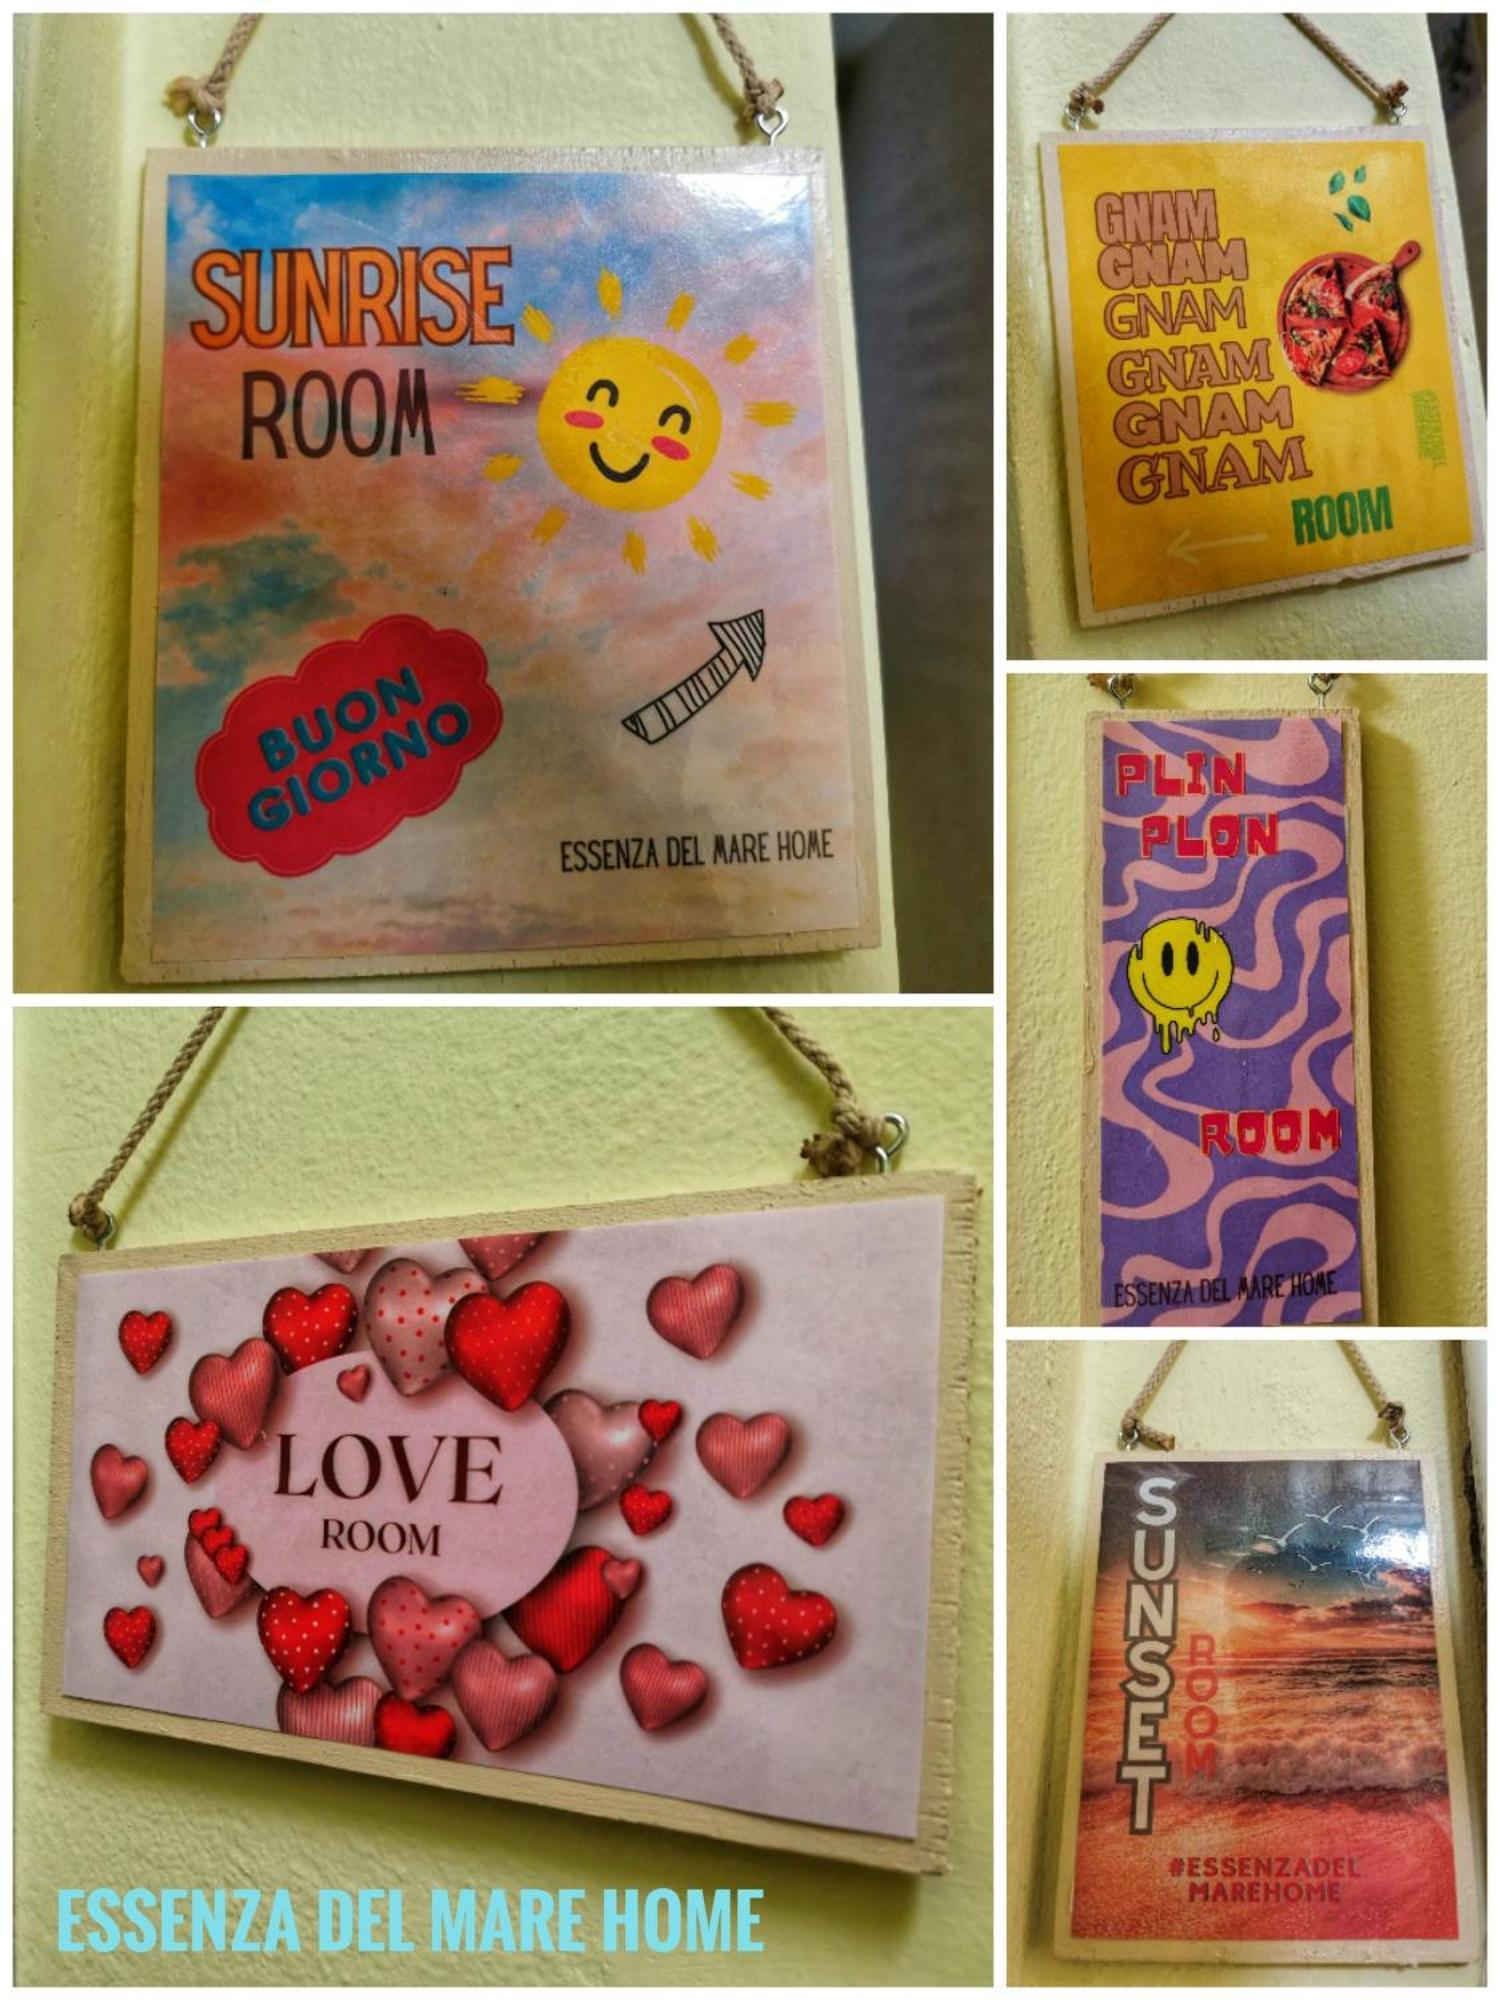 SUNRISE
ROOM
BUON
GIORNO
ESSENZA DEL MARE HOME
GNAM
GNAM
GNAM
GNAM
GNAM
GNAM
ROOM
PLIN
PLON
ROOM
ESSENZA DEL MARE HOME
LOVE
ROOM
SUNSET
ROOM
#ESSENZADEL
MAREHOME
ESSENZA DEL MARE HOME